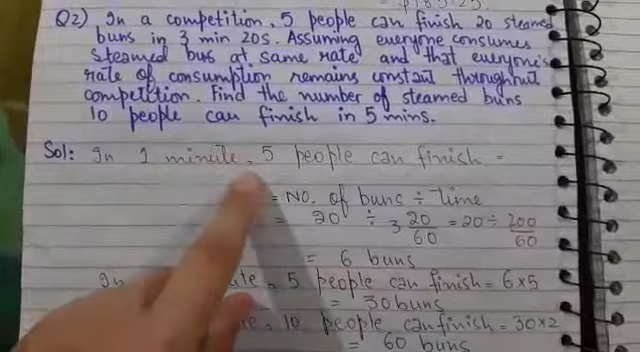 Q2) In a competition, 5 people can finish 20 steamed
buns in 3 min 20s. Assuming everyone consumes
steamed bus at same rate and that everyone's
rate of consumption remains constant throughout
competition. Find the number of steamed buns
10 people can finish in 5 mins.
Sol: In 1 minute, 5 people can finish =
= No. of buns ÷ Time
= 20 ÷ 3 20/60 = 20 ÷ 200/60
= 6 buns
In ute, 5 people can finish = 6×5
= 30 buns
te, 10 people can finish = 30×2
= 60 buns